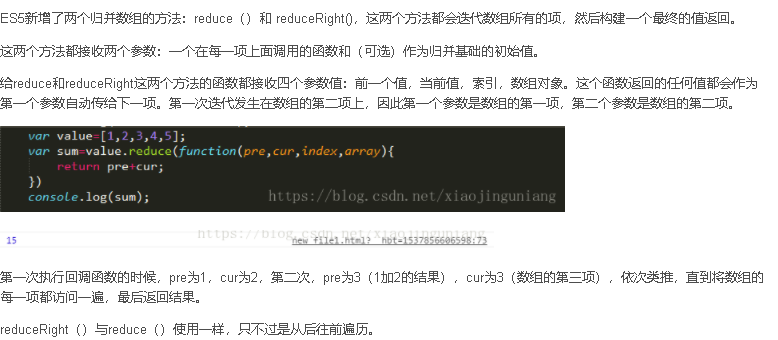 ES5新增了两个归并数组的方法：reduce（）和 reduceRight()，这两个方法都会迭代数组所有的项，然后构建一个最终的值返回。
这两个方法都接收两个参数：一个在每一项上面调用的函数和（可选）作为归并基础的初始值。
给reduce和reduceRight这两个方法的函数都接收四个参数值：前一个值，当前值，索引，数组对象。这个函数返回的任何值都会作为
第一个参数自动传给下一项。第一次迭代发生在数组的第二项上，因此第一个参数是数组的第一项，第二个参数是数组的第二项。
var value=[1,2,3,4,5];
var sum=value.reduce(function(pre,cur,index,array){
return pre+cur;
})
console.log(sum);
https://blog.csdn.net/xiaojinguniang
https://blog.csdn.net/xiaojinguniang
15
new file1.html? hbt=1537856606598:73
第一次执行回调函数的时候，pre为1，cur为2，第二次，pre为3（1加2的结果），cur为3（数组的第三项），依次类推，直到将数组的
每一项都访问一遍，最后返回结果。
reduceRight（）与reduce（）使用一样，只不过是从后往前遍历。